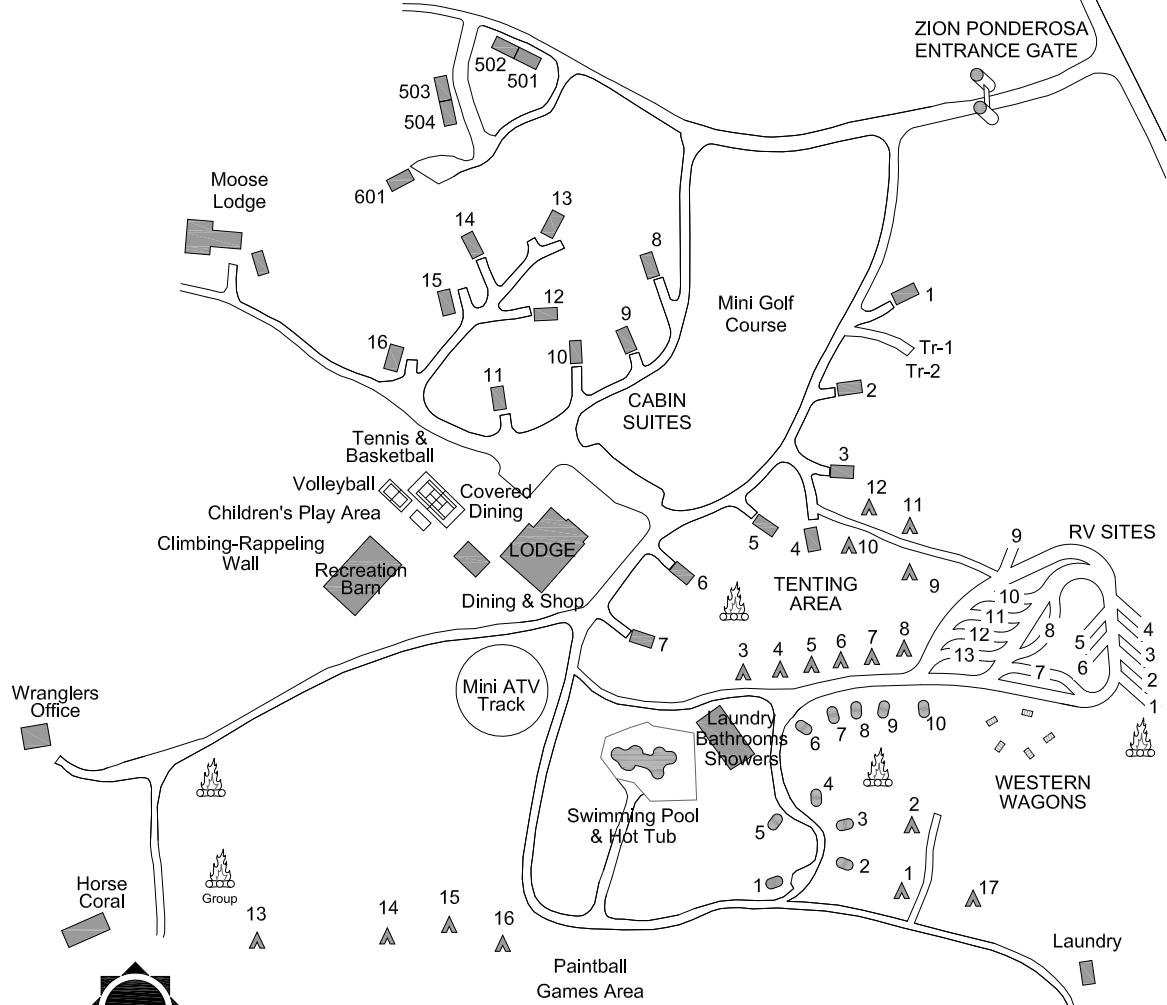 ZION PONDEROSA
ENTRANCE GATE
502
501
503
504
601
Moose
Lodge
13
14
8
15
12
1
Mini Golf
Course
9
16
10
Tr-1
Tr-2
11
2
CABIN
SUITES
Tennis &
Basketball
3
Volleyball
Covered
Dining
12
11
Children's Play Area
Climbing-Rappeling
Wall
LODGE
5
4
10
9
RV SITES
Recreation
Barn
6
TENTING
AREA
9
Dining & Shop
10
11
12
13
8
7
5
6
4
3
2
1
7
3
4
5
6
7
8
Wranglers
Office
Mini ATV
Track
Laundry
Bathrooms
Showers
6
7
8
9
10
WESTERN
WAGONS
4
Swimming Pool
& Hot Tub
5
3
2
2
1
1
17
Horse
Coral
Group
13
14
15
16
Laundry
Paintball
Games Area